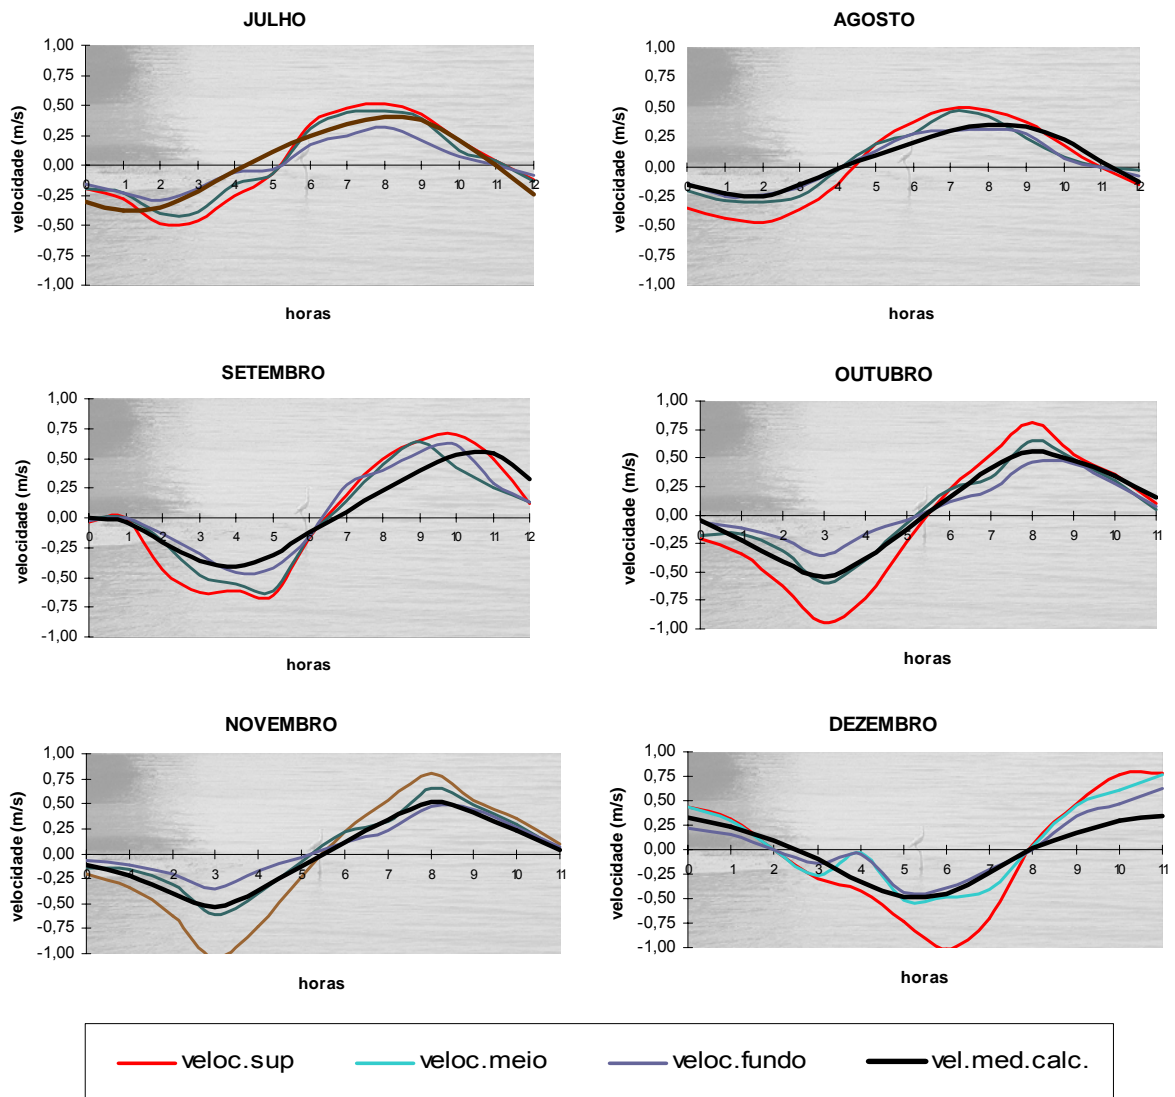 JULHO
1,00
0,75
0,50
0,25
0,00
-0,25
-0,50
-0,75
-1,00
0 1 2 3 4 5 6 7 8 9 10 11 12
velocidade (m/s)
horas
AGOSTO
1,00
0,75
0,50
0,25
0,00
-0,25
-0,50
-0,75
-1,00
0 1 2 3 4 5 6 7 8 9 10 11 12
velocidade (m/s)
horas
SETEMBRO
1,00
0,75
0,50
0,25
0,00
-0,25
-0,50
-0,75
-1,00
0 1 2 3 4 5 6 7 8 9 10 11 12
velocidade (m/s)
horas
OUTUBRO
1,00
0,75
0,50
0,25
0,00
-0,25
-0,50
-0,75
-1,00
0 1 2 3 4 5 6 7 8 9 10 11
velocidade (m/s)
horas
NOVEMBRO
1,00
0,75
0,50
0,25
0,00
-0,25
-0,50
-0,75
-1,00
0 1 2 3 4 5 6 7 8 9 10 11
velocidade (m/s)
horas
DEZEMBRO
1,00
0,75
0,50
0,25
0,00
-0,25
-0,50
-0,75
-1,00
0 1 2 3 4 5 6 7 8 9 10 11
velocidade (m/s)
horas
veloc.sup veloc.meio veloc.fundo vel.med.calc.